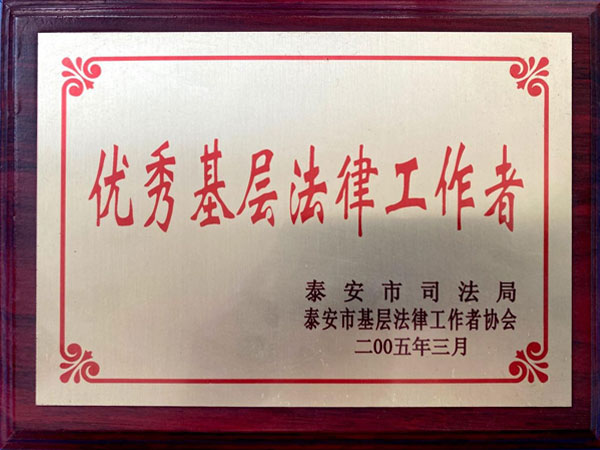 优秀基层法律工作者
泰安市司法局
泰安市基层法律工作者协会
二00五年三月